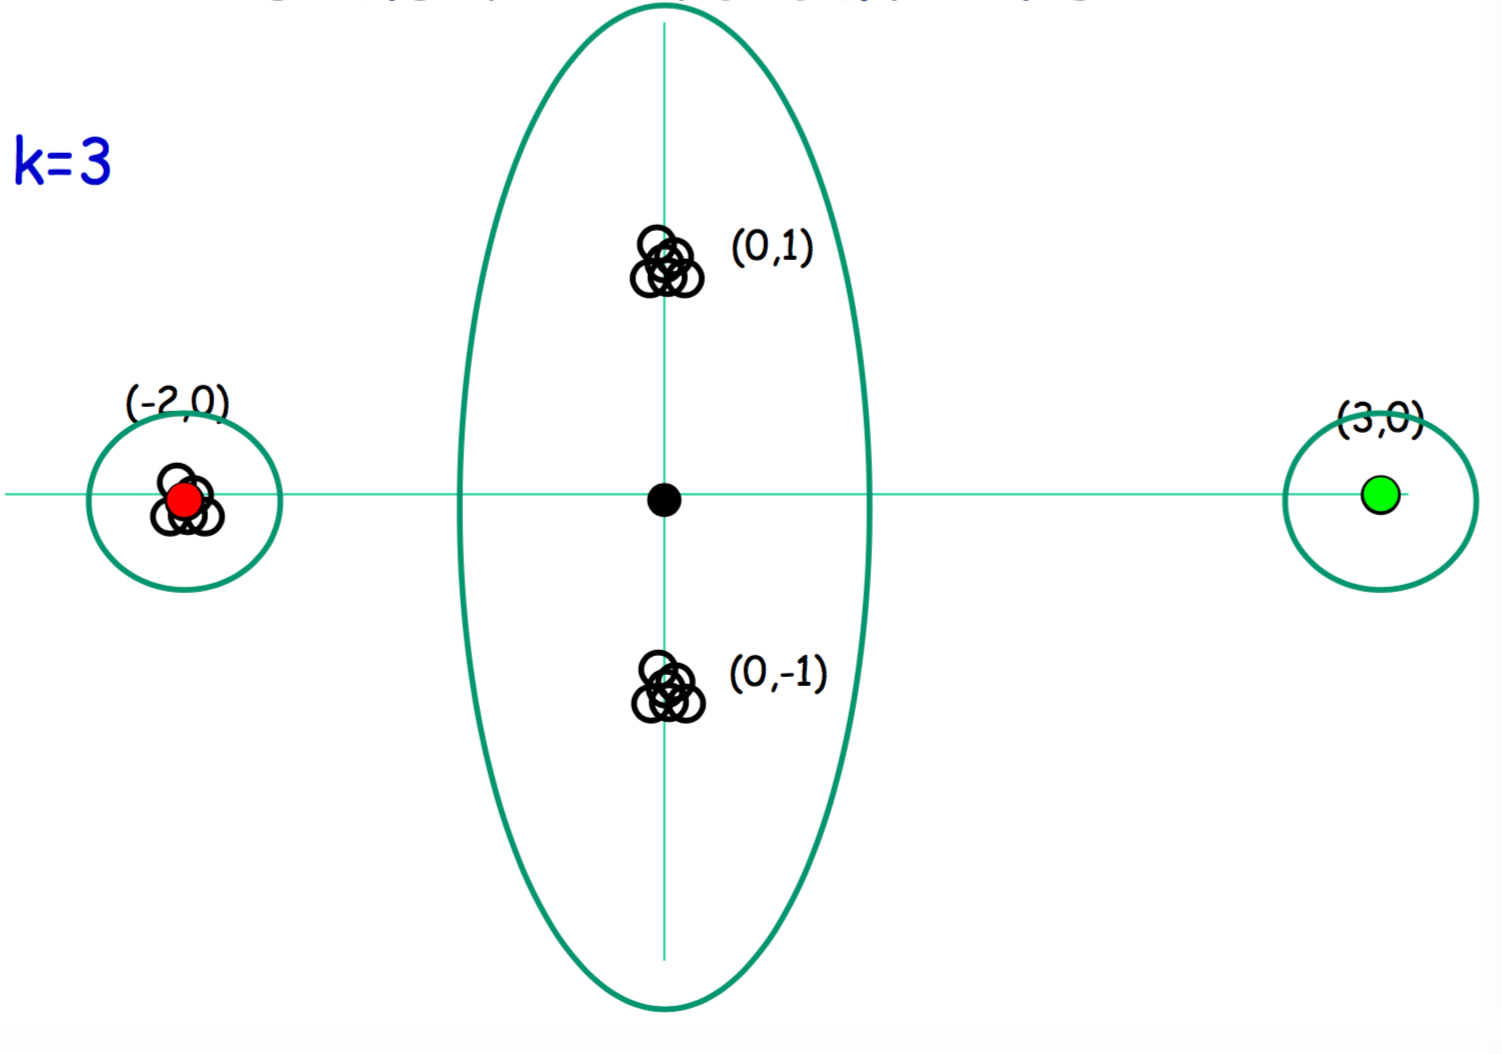 k=3
(0,1)
(-2,0)
(3,0)
(0,-1)